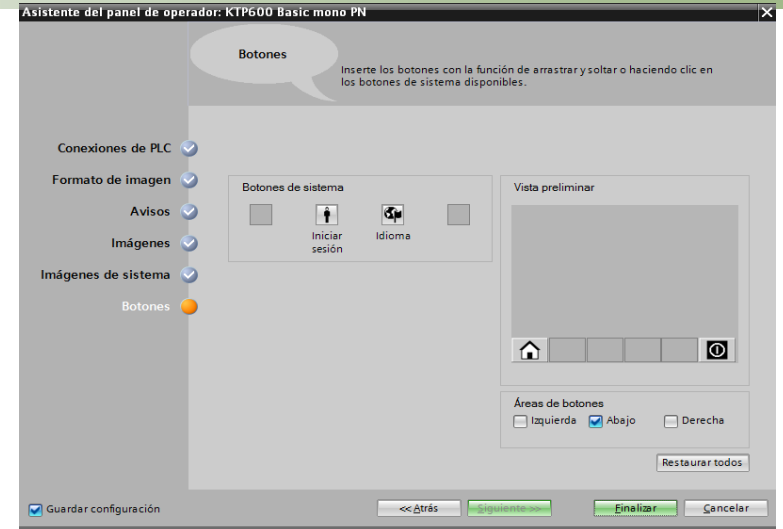 Asistente del panel de operador: KTP600 Basic mono PN
Botones
Inserte los botones con la función de arrastrar y soltar o haciendo clic en
los botones de sistema disponibles.
Conexiones de PLC
Formato de imagen
Avisos
Imágenes
Imágenes de sistema
Botones
Botones de sistema
Iniciar
sesión
Idioma
Vista preliminar
Áreas de botones
Izquierda
Abajo
Derecha
Restaurar todos
Guardar configuración
<< Atrás
Siguiente >>
Finalizar
Cancelar